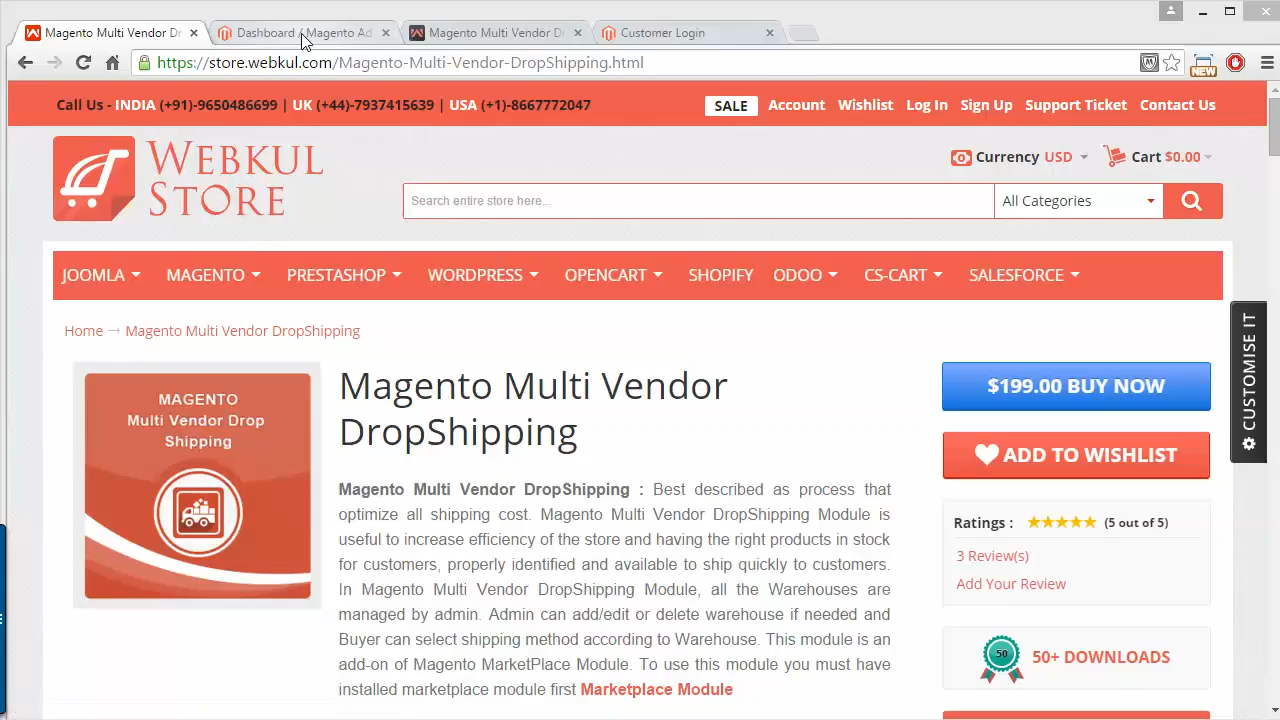 Magento Multi Vendor Dr
Dashboard / Magento Ad
Magento Multi Vendor D
Customer Login
https://store.webkul.com/Magento-Multi-Vendor-DropShipping.html
NEW
Call Us - INDIA (+91)-9650486699 | UK (+44)-7937415639 | USA (+1)-8667772047
SALE Account Wishlist Log In Sign Up Support Ticket Contact Us
WEBKUL
STORE
Currency USD
Cart $0.00
Search entire store here...
All Categories
JOOMLA MAGENTO PRESTASHOP WORDPRESS OPENCART SHOPIFY ODOO CS-CART SALESFORCE
CUSTOMISE IT
Home → Magento Multi Vendor DropShipping
MAGENTO
Multi Vendor Drop
Shipping
Magento Multi Vendor
DropShipping
Magento Multi Vendor DropShipping : Best described as process that
optimize all shipping cost. Magento Multi Vendor DropShipping Module is
useful to increase efficiency of the store and having the right products in stock
for customers, properly identified and available to ship quickly to customers.
In Magento Multi Vendor DropShipping Module, all the Warehouses are
managed by admin. Admin can add/edit or delete warehouse if needed and
Buyer can select shipping method according to Warehouse. This module is an
add-on of Magento MarketPlace Module. To use this module you must have
installed marketplace module first Marketplace Module
$199.00 BUY NOW
ADD TO WISHLIST
Ratings : (5 out of 5)
3 Review(s)
Add Your Review
50
50+ DOWNLOADS